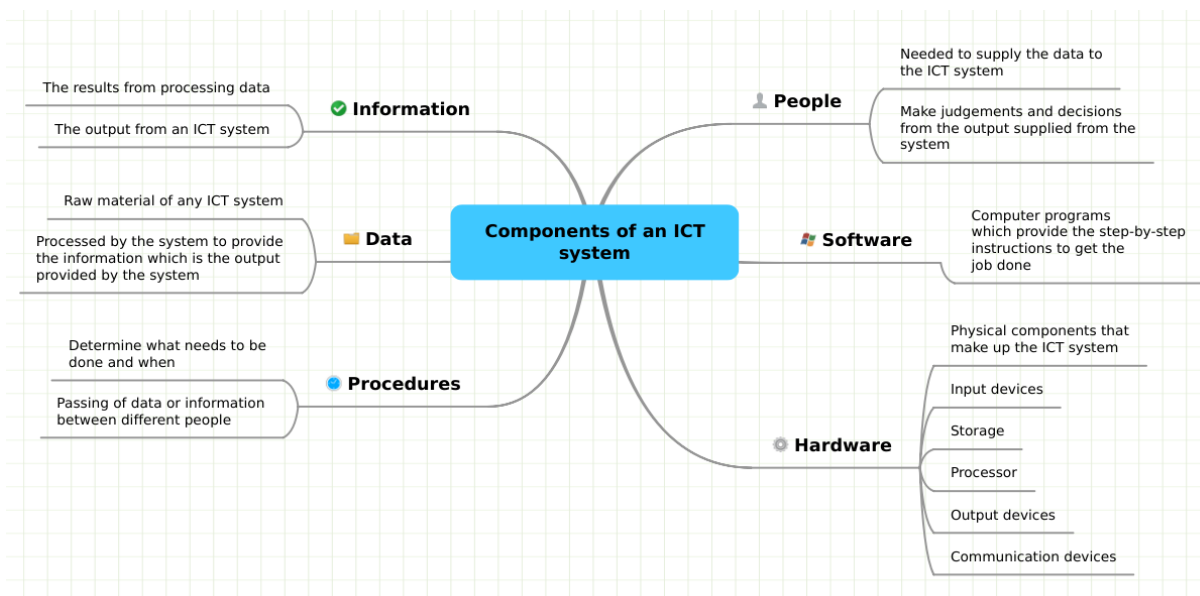 Components of an ICT
system
People
Needed to supply the data to
the ICT system
Make judgements and decisions
from the output supplied from the
system
Software
Computer programs
which provide the step-by-step
instructions to get the
job done
Hardware
Physical components that
make up the ICT system
Input devices
Storage
Processor
Output devices
Communication devices
Information
The results from processing data
The output from an ICT system
Data
Raw material of any ICT system
Processed by the system to provide
the information which is the output
provided by the system
Procedures
Determine what needs to be
done and when
Passing of data or information
between different people